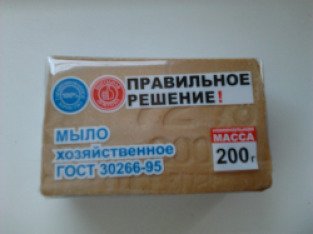 ПРАВИЛЬНОЕ
РЕШЕНИЕ!
МЫЛО
хозяйственное
ГОСТ 30266-95
МАССА
200г